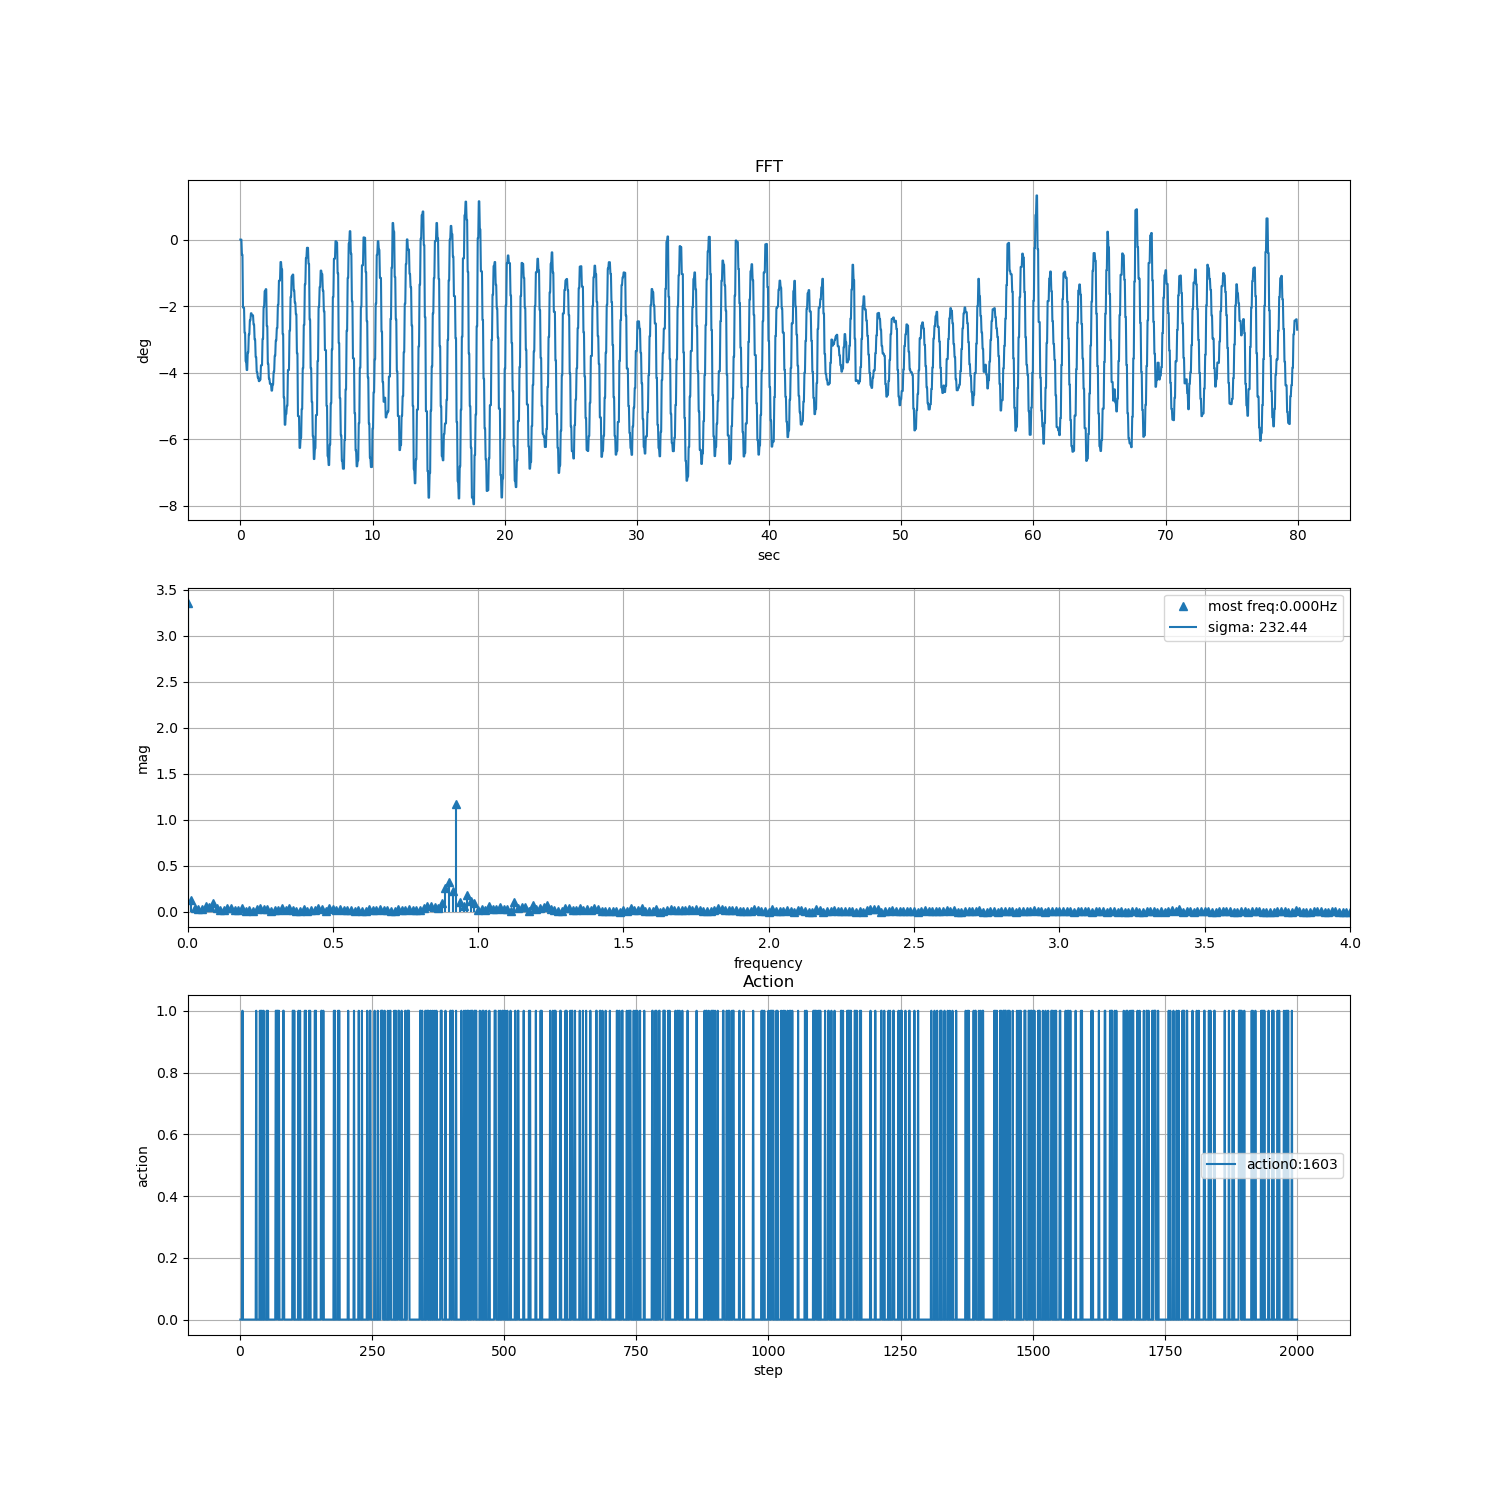 FFT
0
−2
−4
−6
−8
deg
0 10 20 30 40 50 60 70 80
sec
3.5
3.0
2.5
2.0
1.5
1.0
0.5
0.0
mag
most freq:0.000Hz
sigma: 232.44
0.0 0.5 1.0 1.5 2.0 2.5 3.0 3.5 4.0
frequency
Action
1.0
0.8
0.6
0.4
0.2
0.0
action
action0:1603
0 250 500 750 1000 1250 1500 1750 2000
step